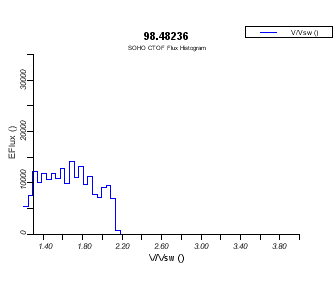 98.48236
SOHO CTOF Flux Histogram
V/Vsw ()
EFlux ()
30000
20000
10000
0
1.40 1.80 2.20 2.60 3.00 3.40 3.80
V/Vsw ()